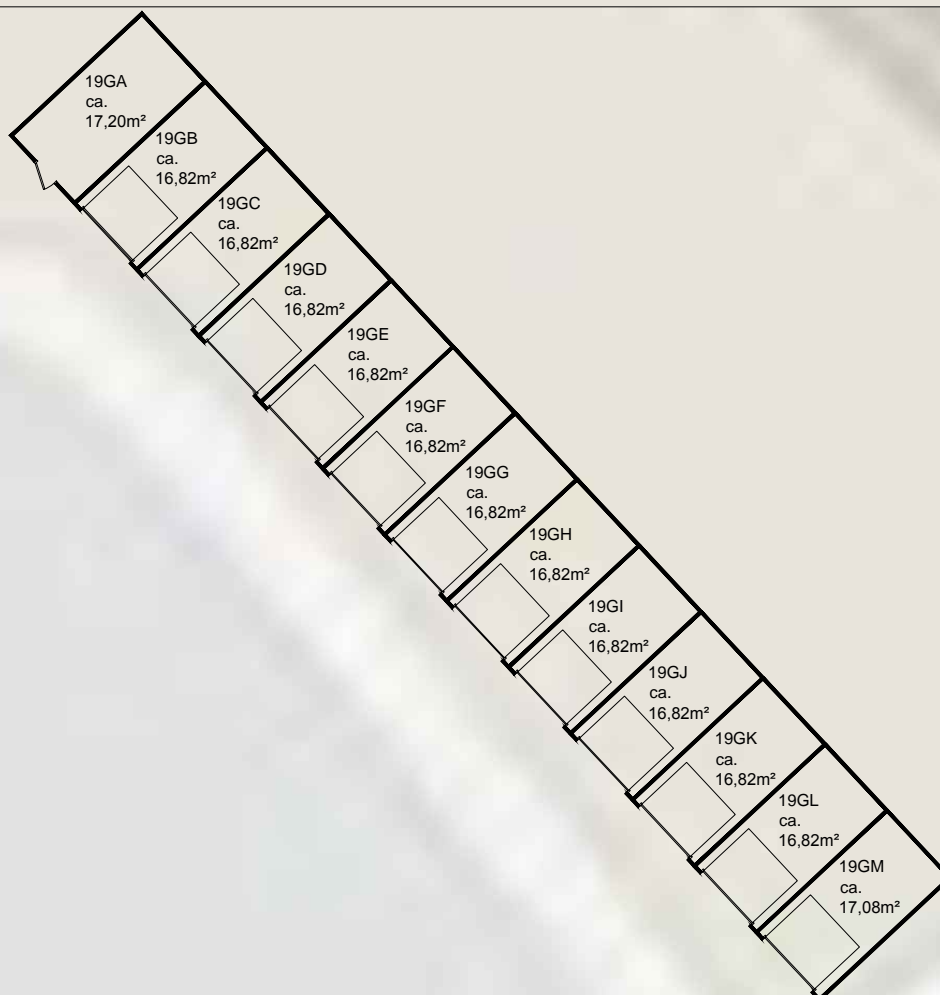 19GA
ca.
17,20m²
19GB
ca.
16,82m²
19GC
ca.
16,82m²
19GD
ca.
16,82m²
19GE
ca.
16,82m²
19GF
ca.
16,82m²
19GG
ca.
16,82m²
19GH
ca.
16,82m²
19GI
ca.
16,82m²
19GJ
ca.
16,82m²
19GK
ca.
16,82m²
19GL
ca.
16,82m²
19GM
ca.
17,08m²